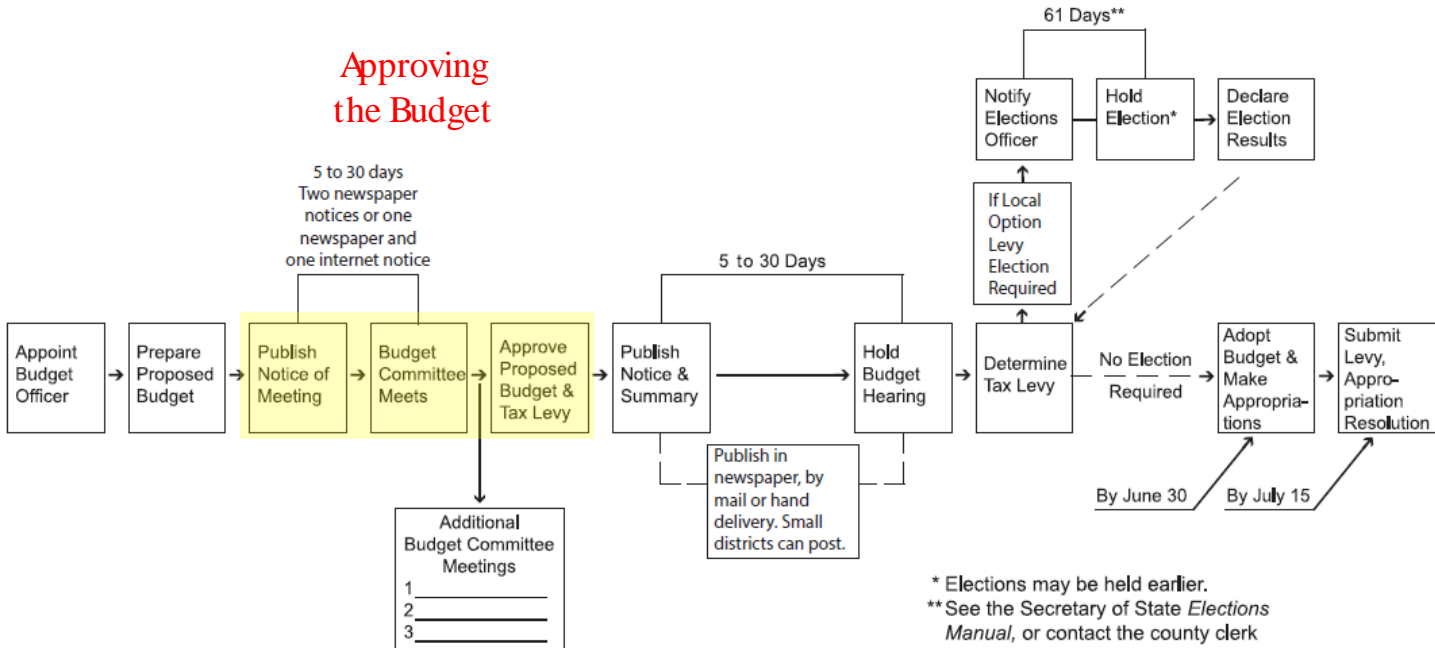 Approving
the Budget
61 Days**
Notify
Elections
Officer
Hold
Election*
Declare
Election
Results
5 to 30 days
Two newspaper
notices or one
newspaper and
one internet notice
If Local
Option
Levy
Election
Required
5 to 30 Days
Appoint
Budget
Officer
Prepare
Proposed
Budget
Publish
Notice of
Meeting
Budget
Committee
Meets
Approve
Proposed
Budget &
Tax Levy
Publish
Notice &
Summary
Hold
Budget
Hearing
Determine
Tax Levy
No Election
Required
Adopt
Budget &
Make
Appropria-
tions
Submit
Levy,
Appro-
priation
Resolution
Publish in
newspaper, by
mail or hand
delivery. Small
districts can post.
By June 30
By July 15
Additional
Budget Committee
Meetings
1
2
3
* Elections may be held earlier.
** See the Secretary of State Elections
Manual, or contact the county clerk